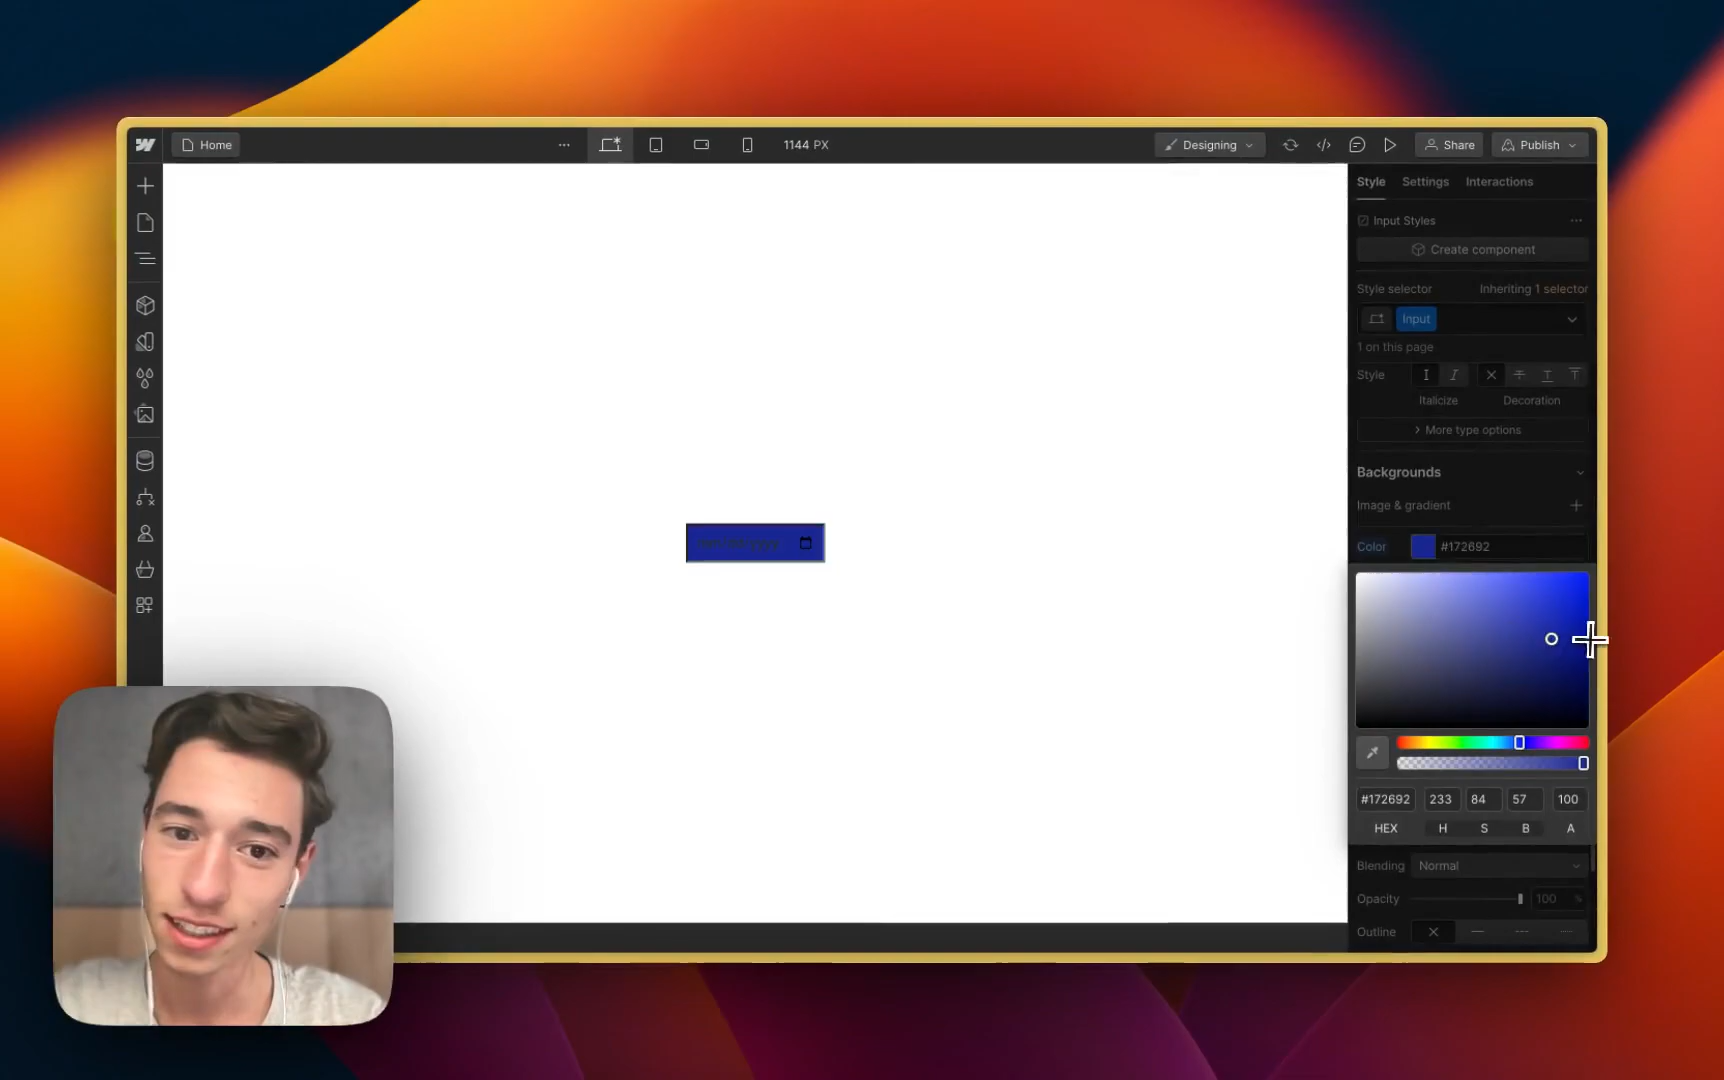 Home
1144 PX
Designing
Share
Publish
Style Settings Interactions
Input Styles
Create component
Style selector Inheriting 1 selector
Input
1 on this page
Style
Italicize Decoration
More type options
Backgrounds
Image & gradient
Color #172692
#172692 233 84 57 100
HEX H S B A
Blending Normal
Opacity 100 %
Outline